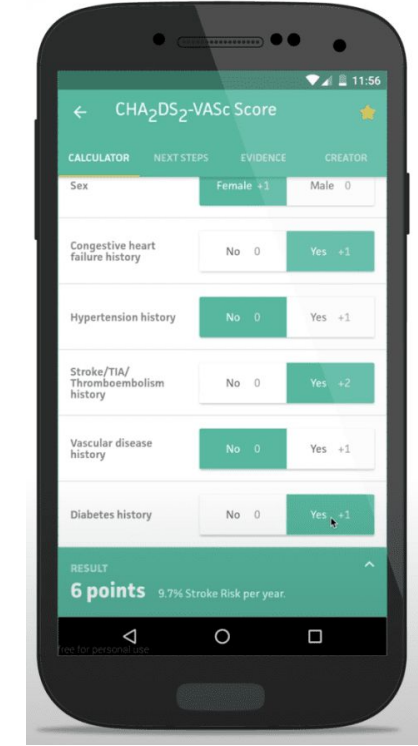 11:56
CHA₂DS₂-VASc Score
CALCULATOR NEXT STEPS EVIDENCE CREATOR
Sex Female +1 Male 0
Congestive heart
failure history
No 0 Yes +1
Hypertension history No 0 Yes +1
Stroke/TIA/
Thromboembolism
history
No 0 Yes +2
Vascular disease
history
No 0 Yes +1
Diabetes history No 0 Yes +1
RESULT
6 points 9.7% Stroke Risk per year.
free for personal use